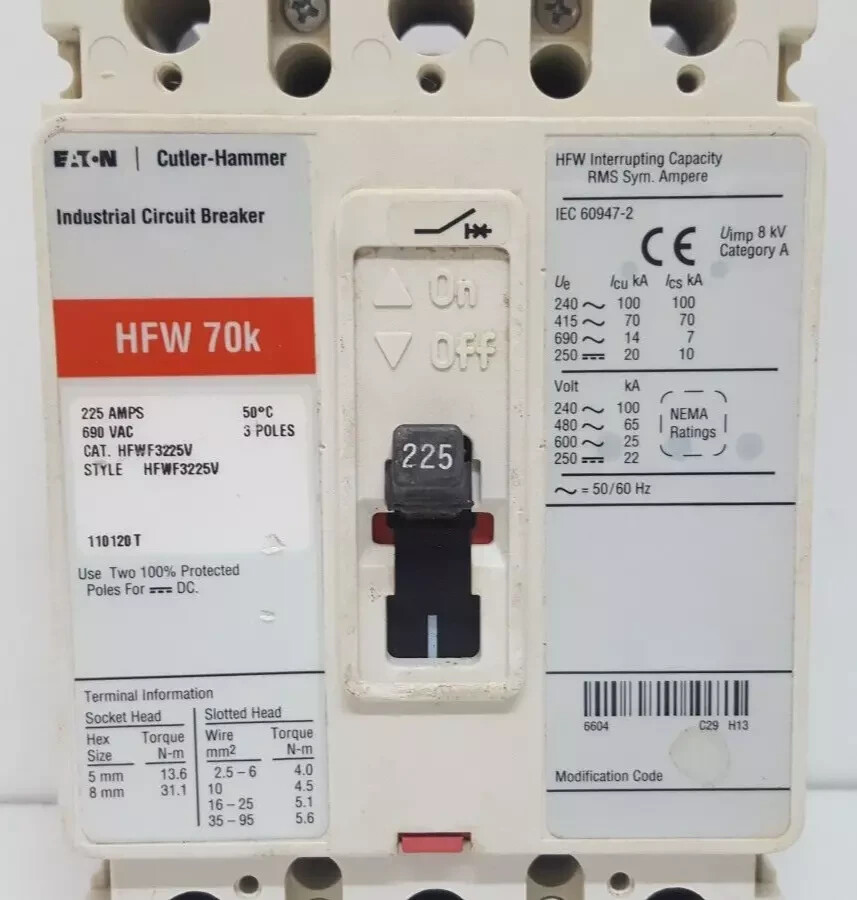 EATON | Cutler-Hammer
Industrial Circuit Breaker
HFW 70k
225 AMPS 50°C
690 VAC 3 POLES
CAT. HFWF3225V
STYLE HFWF3225V
110120T
Use Two 100% Protected
Poles For ⎓ DC.
Terminal Information
Socket Head
Hex Size Torque N-m
5 mm 13.6
8 mm 31.1
Slotted Head
Wire mm2 Torque N-m
2.5 – 6 4.0
10 4.5
16 – 25 5.1
35 – 95 5.6
On
Off
225
HFW Interrupting Capacity
RMS Sym. Ampere
IEC 60947-2
CE
Uimp 8 kV
Category A
Ue Icu kA Ics kA
240 ~ 100 100
415 ~ 70 70
690 ~ 14 7
250 ⎓ 20 10
Volt kA
240 ~ 100
480 ~ 65
600 ~ 25
250 ⎓ 22
NEMA
Ratings
~ = 50/60 Hz
6604 C29 H13
Modification Code